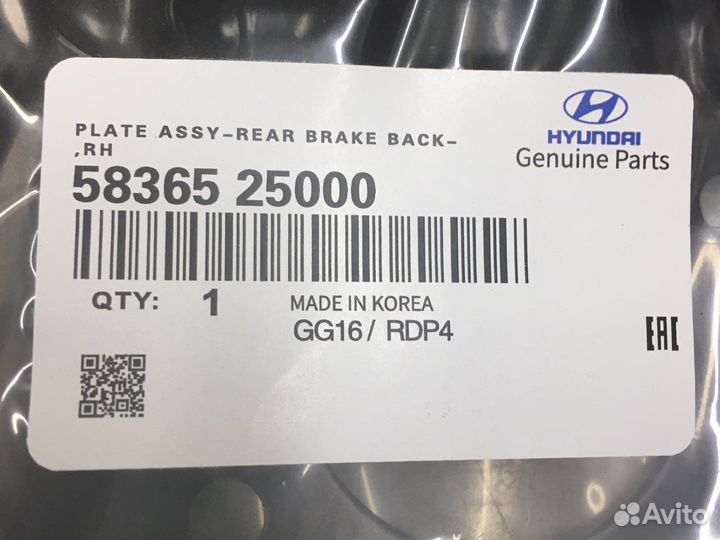 PLATE ASSY-REAR BRAKE BACK-
,RH
58365 25000
HYUNDAI
Genuine Parts
QTY: 1
MADE IN KOREA
GG16/ RDP4
EAC
Avito